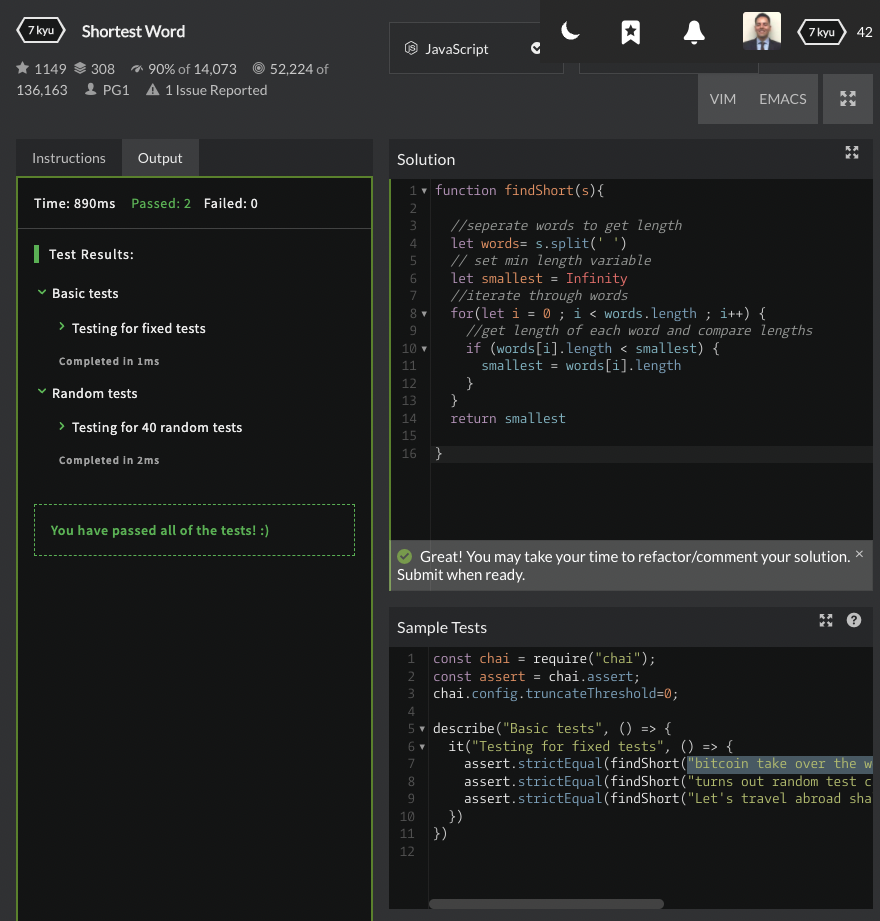 7 kyu Shortest Word
1149 308 90% of 14,073 52,224 of
136,163 PG1 1 Issue Reported
JavaScript
7 kyu 42
VIM EMACS
Instructions Output
Time: 890ms Passed: 2 Failed: 0
Test Results:
Basic tests
Testing for fixed tests
Completed in 1ms
Random tests
Testing for 40 random tests
Completed in 2ms
You have passed all of the tests! :)
Solution
1 function findShort(s){
2
3 //seperate words to get length
4 let words= s.split(' ')
5 // set min length variable
6 let smallest = Infinity
7 //iterate through words
8 for(let i = 0 ; i < words.length ; i++) {
9 //get length of each word and compare lengths
10 if (words[i].length < smallest) {
11 smallest = words[i].length
12 }
13 }
14 return smallest
15
16 }
Great! You may take your time to refactor/comment your solution. ×
Submit when ready.
Sample Tests ?
1 const chai = require("chai");
2 const assert = chai.assert;
3 chai.config.truncateThreshold=0;
4
5 describe("Basic tests", () => {
6 it("Testing for fixed tests", () => {
7 assert.strictEqual(findShort("bitcoin take over the w
8 assert.strictEqual(findShort("turns out random test c
9 assert.strictEqual(findShort("Let's travel abroad sha
10 })
11 })
12